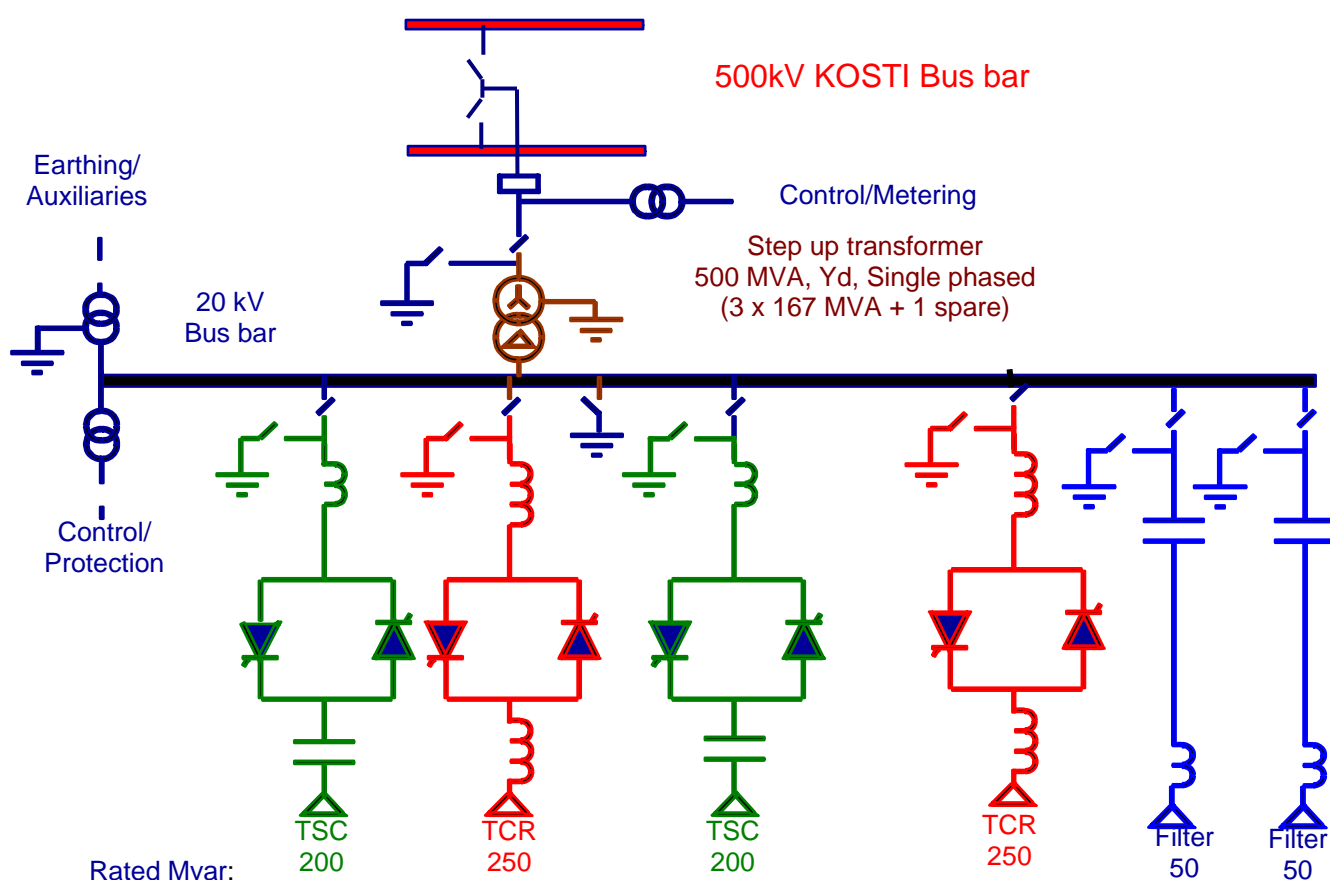 500kV KOSTI Bus bar
Earthing/
Auxiliaries
Control/Metering
Step up transformer
500 MVA, Yd, Single phased
(3 x 167 MVA + 1 spare)
20 kV
Bus bar
Control/
Protection
TSC
200
TCR
250
TSC
200
TCR
250
Filter
50
Filter
50
Rated Mvar: